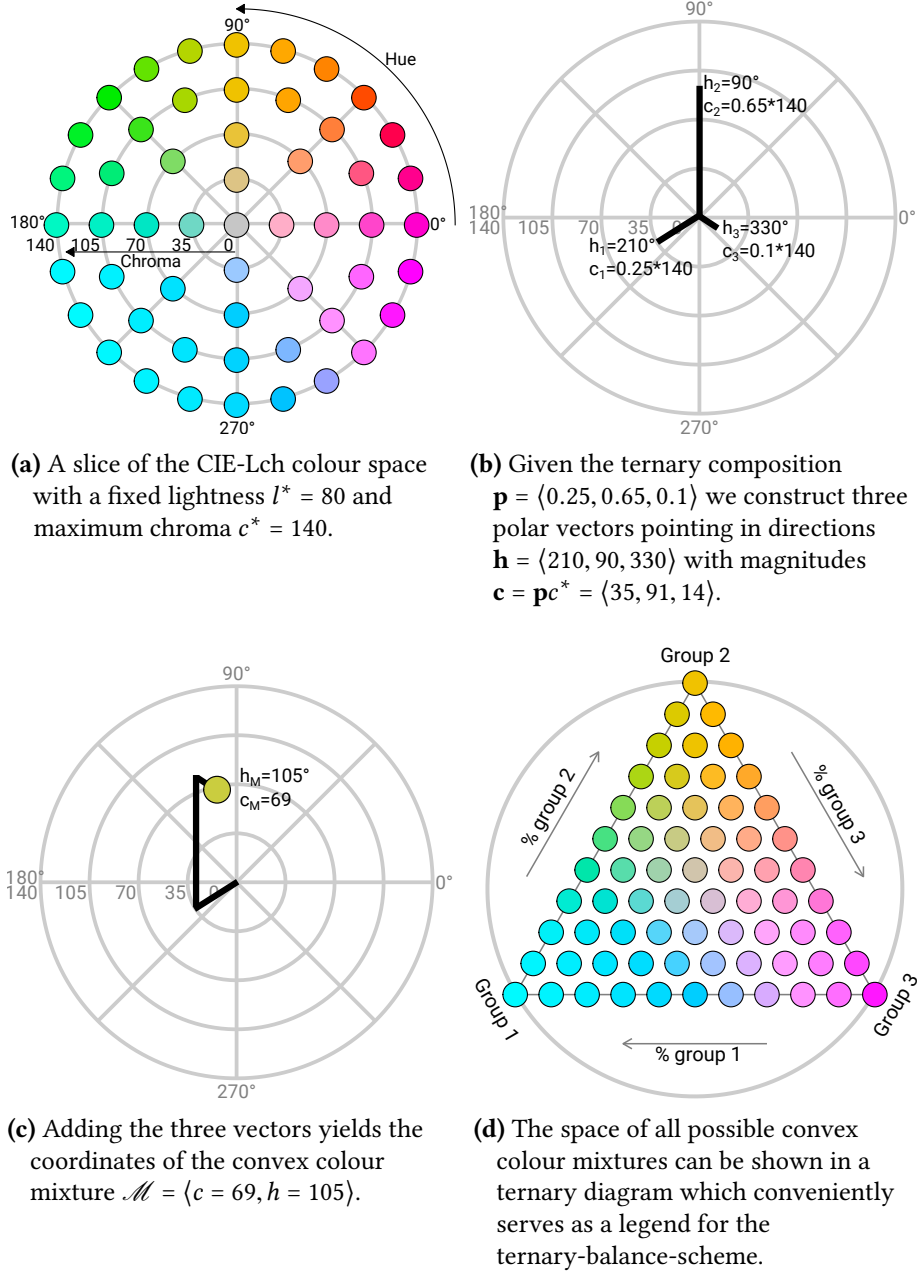 90°
Hue
180°
0°
140 105 70 35 0
Chroma
270°
(a) A slice of the CIE-Lch colour space
with a fixed lightness l* = 80 and
maximum chroma c* = 140.
90°
h₂=90°
c₂=0.65*140
180°
0°
140 105 70 35 0
h₃=330°
h₁=210°
c₃=0.1*140
c₁=0.25*140
270°
(b) Given the ternary composition
p = ⟨0.25, 0.65, 0.1⟩ we construct three
polar vectors pointing in directions
h = ⟨210, 90, 330⟩ with magnitudes
c = pc* = ⟨35, 91, 14⟩.
90°
h_M=105°
c_M=69
180°
0°
140 105 70 35 0
270°
(c) Adding the three vectors yields the
coordinates of the convex colour
mixture ℳ = ⟨c = 69, h = 105⟩.
Group 2
% group 2
% group 3
Group 1
Group 3
% group 1
(d) The space of all possible convex
colour mixtures can be shown in a
ternary diagram which conveniently
serves as a legend for the
ternary-balance-scheme.